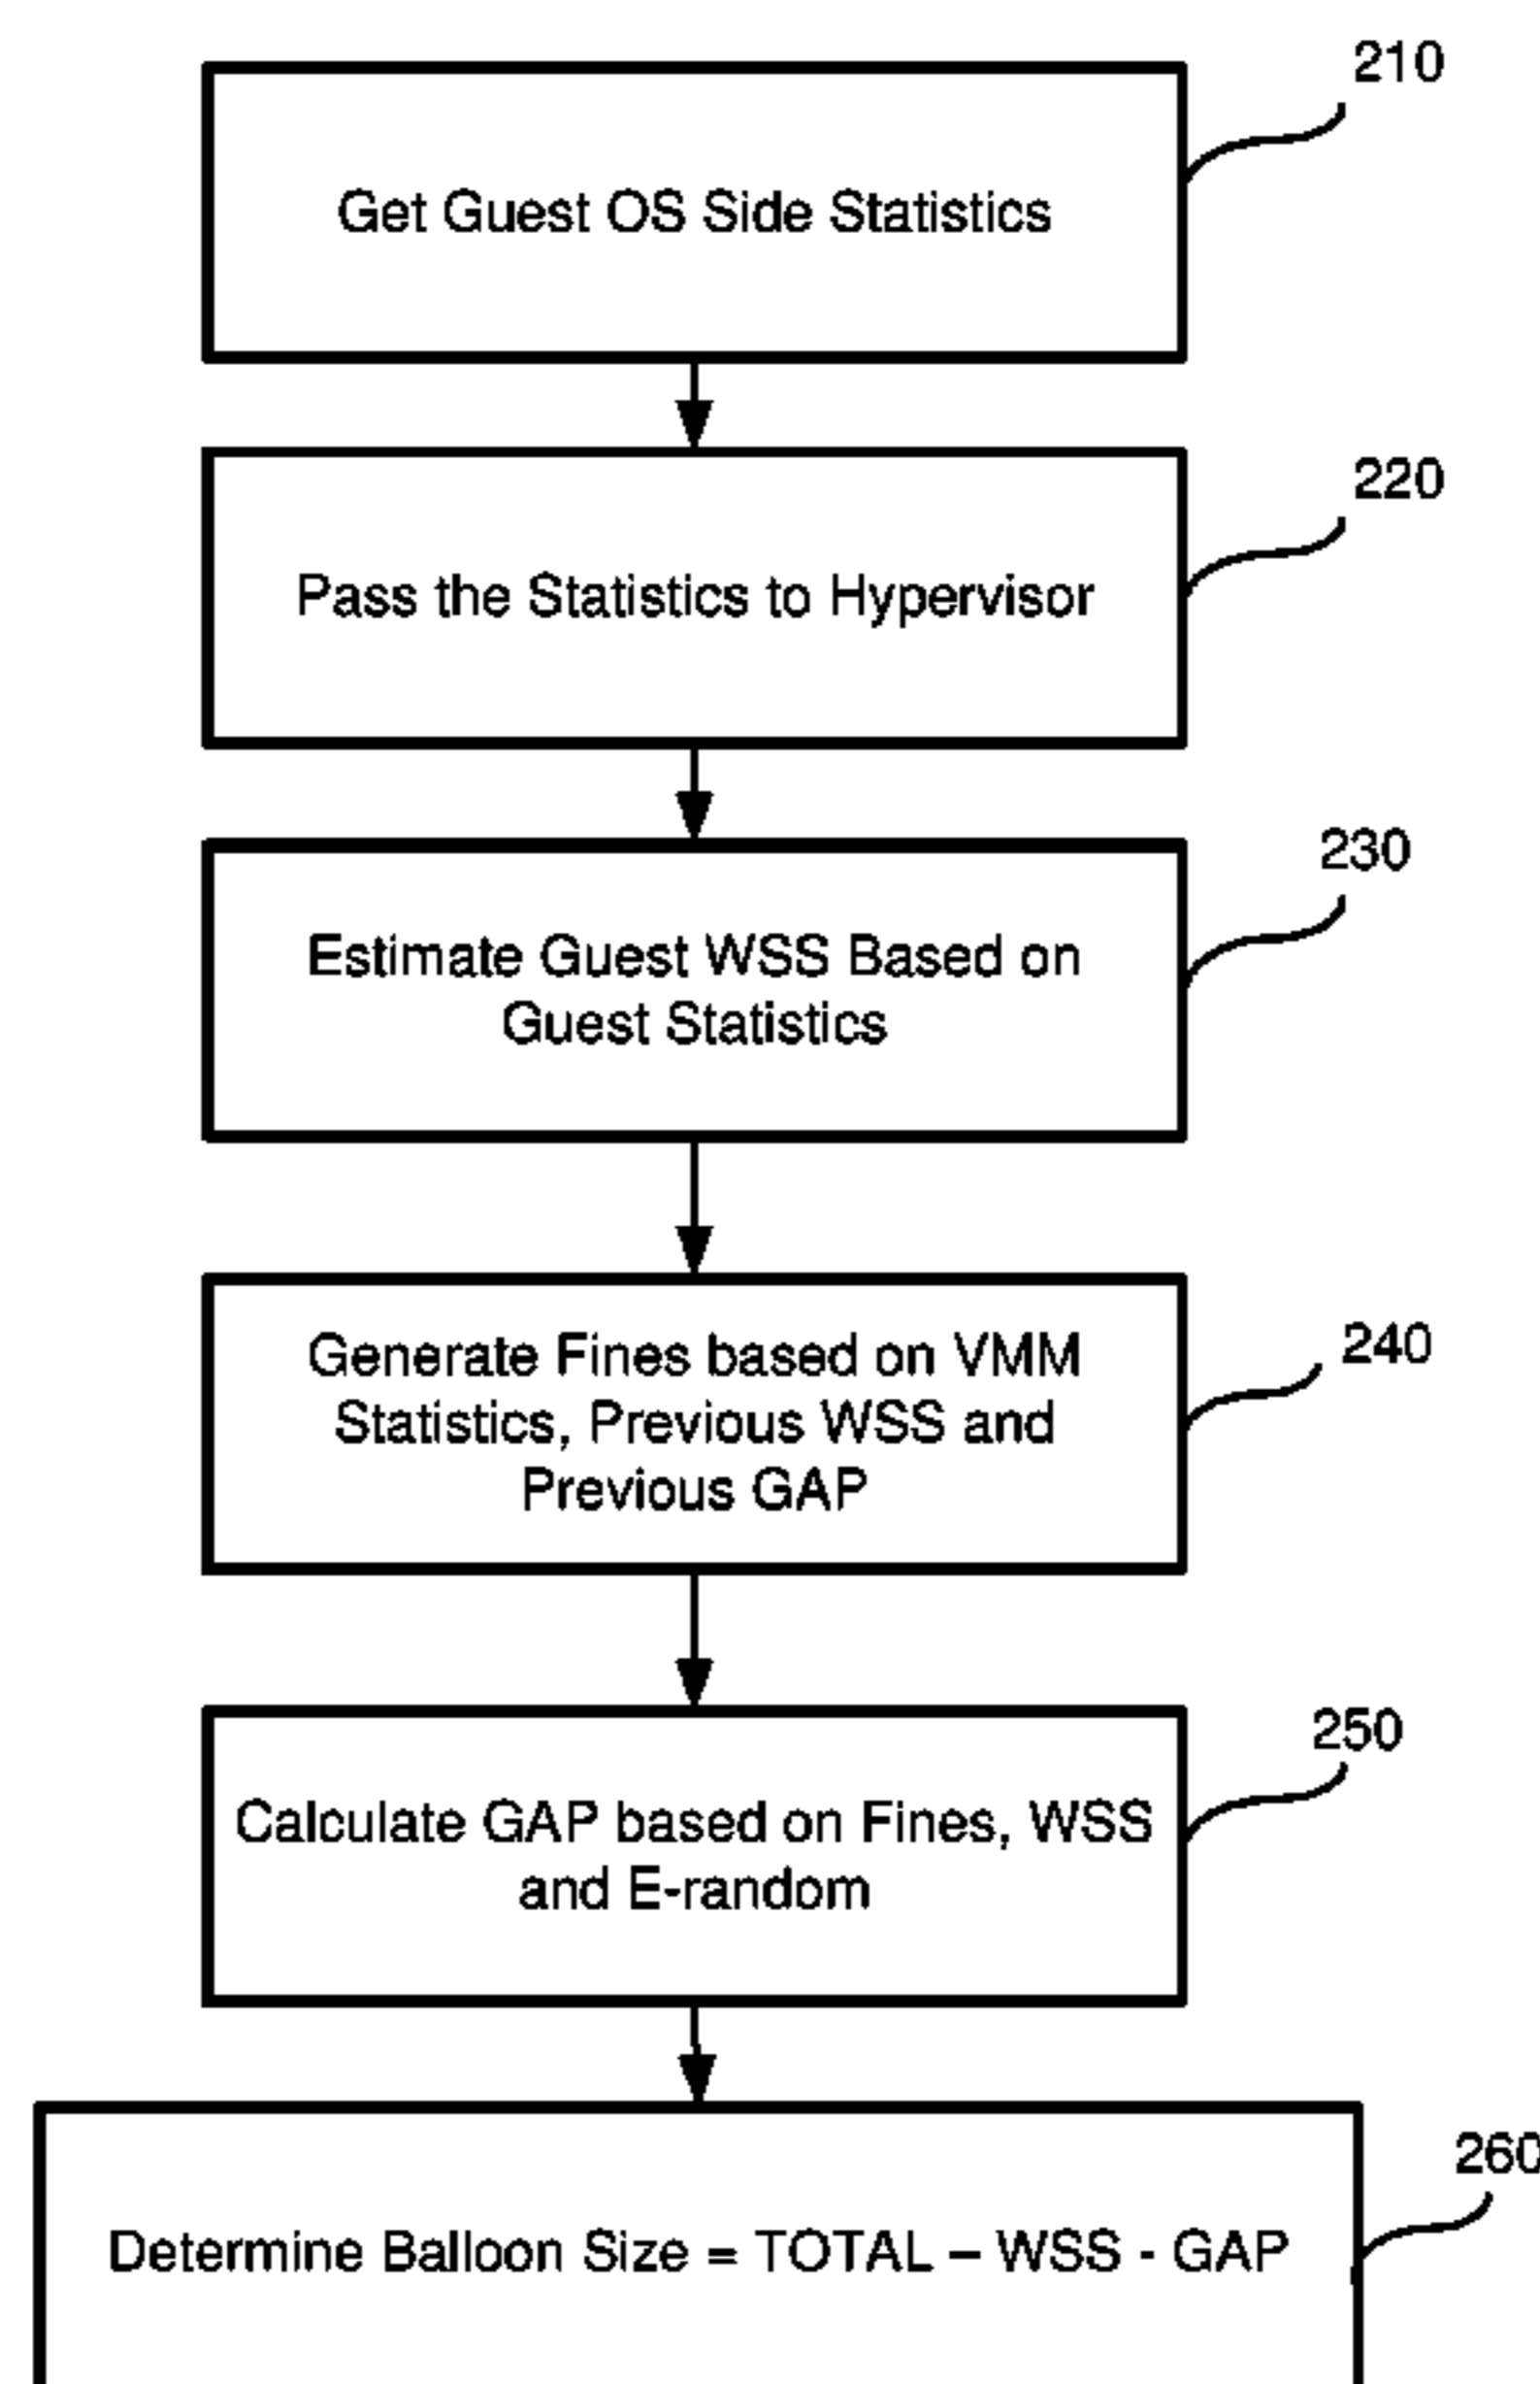 210
Get Guest OS Side Statistics
220
Pass the Statistics to Hypervisor
230
Estimate Guest WSS Based on
Guest Statistics
240
Generate Fines based on VMM
Statistics, Previous WSS and
Previous GAP
250
Calculate GAP based on Fines, WSS
and E-random
260
Determine Balloon Size = TOTAL – WSS - GAP